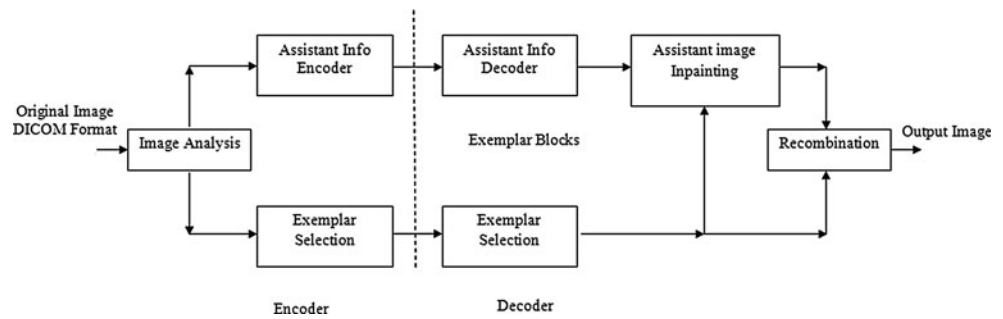 Assistant Info
Encoder
Assistant Info
Decoder
Assistant image
Inpainting
Original Image
DICOM Format
Image Analysis
Exemplar Blocks
Recombination
Output Image
Exemplar
Selection
Exemplar
Selection
Encoder
Decoder